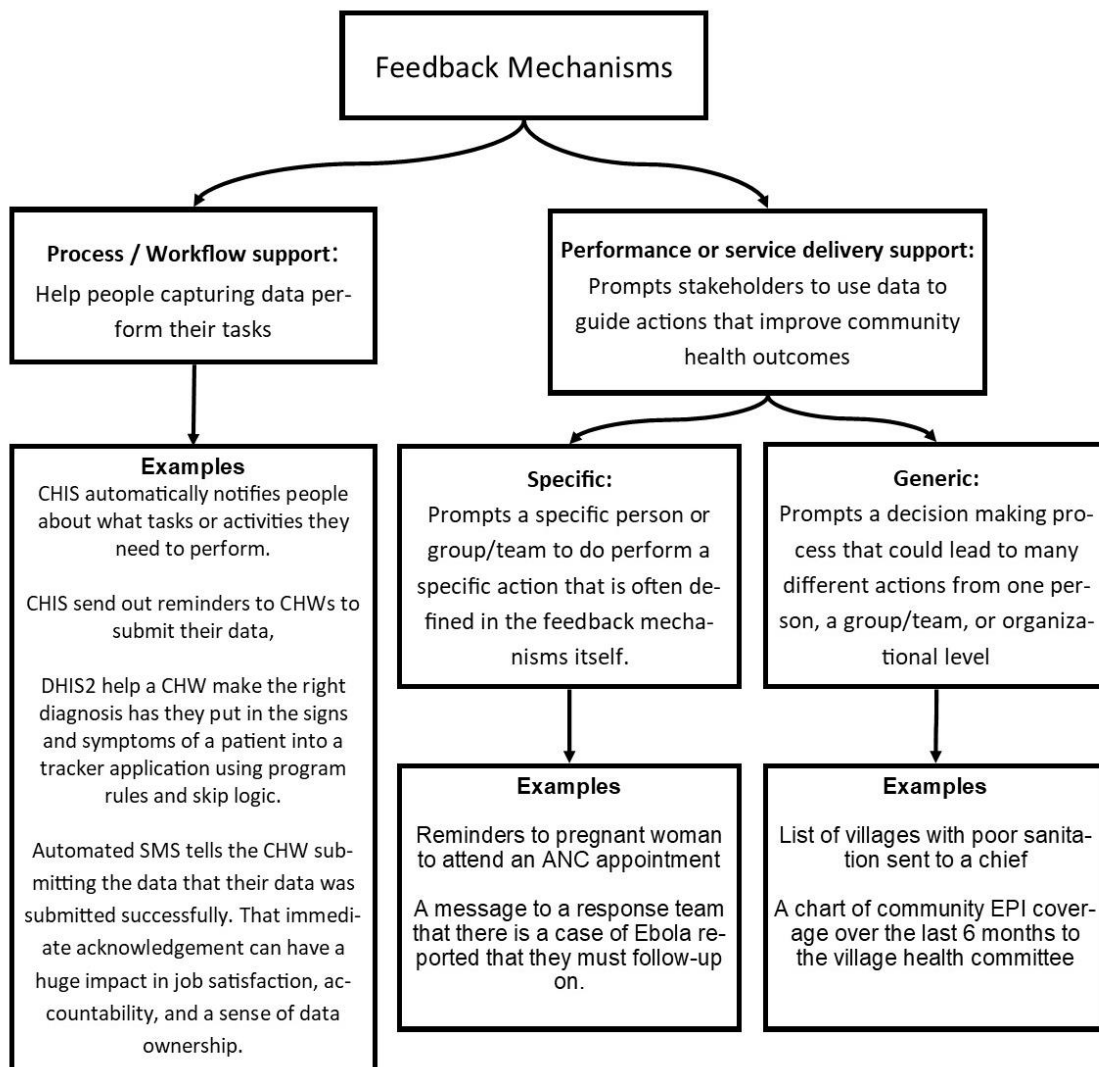 Feedback Mechanisms
Process / Workflow support:
Help people capturing data per-
form their tasks
Performance or service delivery support:
Prompts stakeholders to use data to
guide actions that improve community
health outcomes
Examples
CHIS automatically notifies people
about what tasks or activities they
need to perform.
CHIS send out reminders to CHWs to
submit their data,
DHIS2 help a CHW make the right
diagnosis has they put in the signs
and symptoms of a patient into a
tracker application using program
rules and skip logic.
Automated SMS tells the CHW sub-
mitting the data that their data was
submitted successfully. That immedi-
ate acknowledgement can have a
huge impact in job satisfaction, ac-
countability, and a sense of data
ownership.
Specific:
Prompts a specific person or
group/team to do perform a
specific action that is often de-
fined in the feedback mecha-
nisms itself.
Generic:
Prompts a decision making pro-
cess that could lead to many
different actions from one per-
son, a group/team, or organiza-
tional level
Examples
Reminders to pregnant woman
to attend an ANC appointment
A message to a response team
that there is a case of Ebola re-
ported that they must follow-up
on.
Examples
List of villages with poor sanita-
tion sent to a chief
A chart of community EPI cover-
age over the last 6 months to
the village health committee